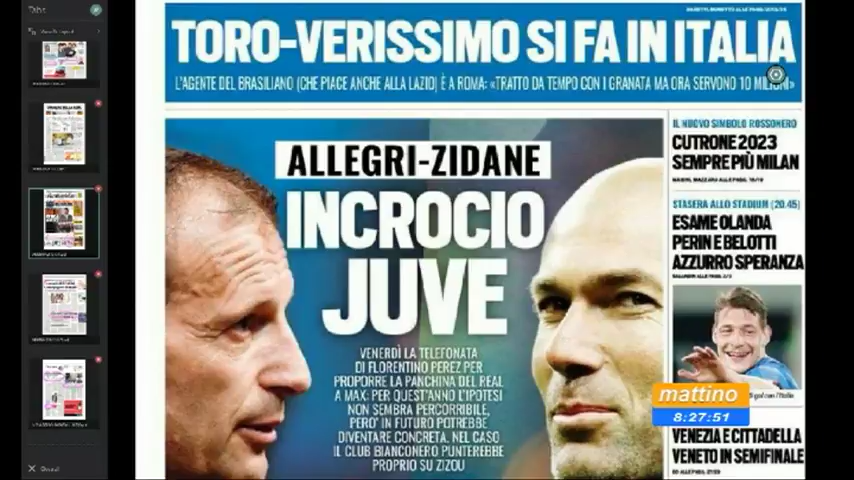 TORO-VERISSIMO SI FA IN ITALIA
L'AGENTE DEL BRASILIANO (CHE PIACE ANCHE ALLA LAZIO) È A ROMA: «TRATTO DA TEMPO CON I GRANATA MA ORA SERVONO 10 MILIONI»
ALLEGRI-ZIDANE
INCROCIO
JUVE
VENERDÌ LA TELEFONATA
DI FLORENTINO PEREZ PER
PROPORRE LA PANCHINA DEL REAL
A MAX: PER QUEST'ANNO L'IPOTESI
NON SEMBRA PERCORRIBILE,
PERO' IN FUTURO POTREBBE
DIVENTARE CONCRETA. NEL CASO
IL CLUB BIANCONERO PUNTEREBBE
PROPRIO SU ZIZOU
IL NUOVO SIMBOLO ROSSONERO
CUTRONE 2023
SEMPRE PIÙ MILAN
STASERA ALLO STADIUM (20.45)
ESAME OLANDA
PERIN E BELOTTI
AZZURRO SPERANZA
gol con l'Italia
mattino
8:27:51
VENEZIA E CITTADELLA
VENETO IN SEMIFINALE